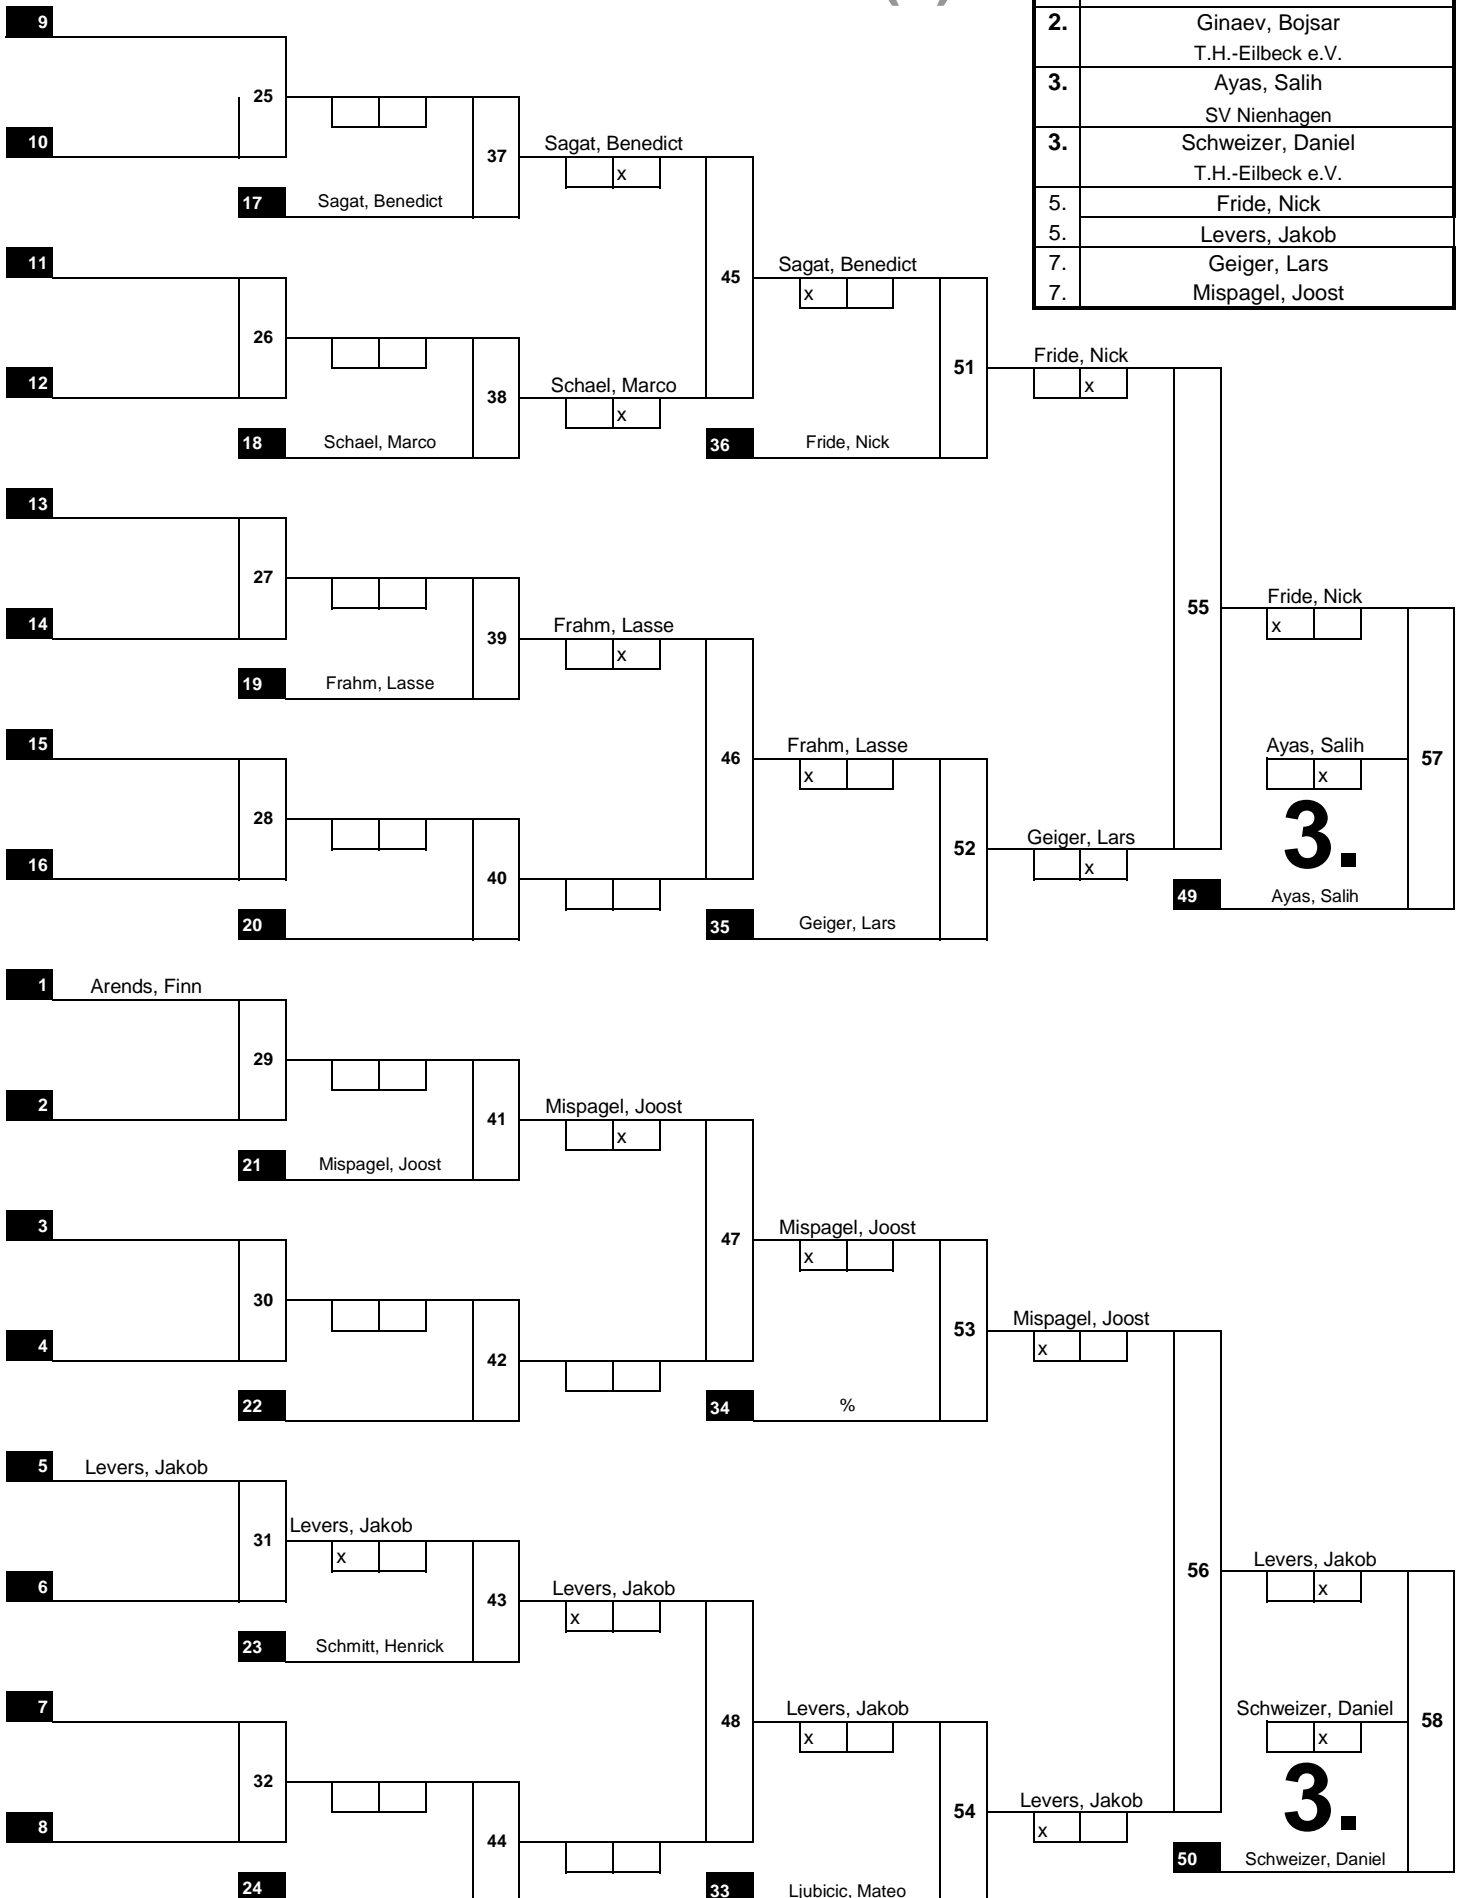 2. Ginaev, Bojsar
T.H.-Eilbeck e.V.
3. Ayas, Salih
SV Nienhagen
3. Schweizer, Daniel
T.H.-Eilbeck e.V.
5. Fride, Nick
5. Levers, Jakob
7. Geiger, Lars
7. Mispagel, Joost
9
25
10
37
Sagat, Benedict
x
17 Sagat, Benedict
11
45
Sagat, Benedict
x
26
12
38
Schael, Marco
x
18 Schael, Marco
51
Fride, Nick
x
36 Fride, Nick
13
27
14
39
Frahm, Lasse
x
19 Frahm, Lasse
55
Fride, Nick
x
15
46
Frahm, Lasse
x
Ayas, Salih
x
57
3.
28
16
40
20
52
Geiger, Lars
x
35 Geiger, Lars
49 Ayas, Salih
1 Arends, Finn
29
2
41
Mispagel, Joost
x
21 Mispagel, Joost
3
47
Mispagel, Joost
x
30
4
42
22
53
Mispagel, Joost
x
34 %
5 Levers, Jakob
31
Levers, Jakob
x
6
43
Levers, Jakob
x
23 Schmitt, Henrick
56
Levers, Jakob
x
7
48
Levers, Jakob
x
Schweizer, Daniel
x
58
3.
32
8
44
24
54
Levers, Jakob
x
33 Ljubicic, Mateo
50 Schweizer, Daniel